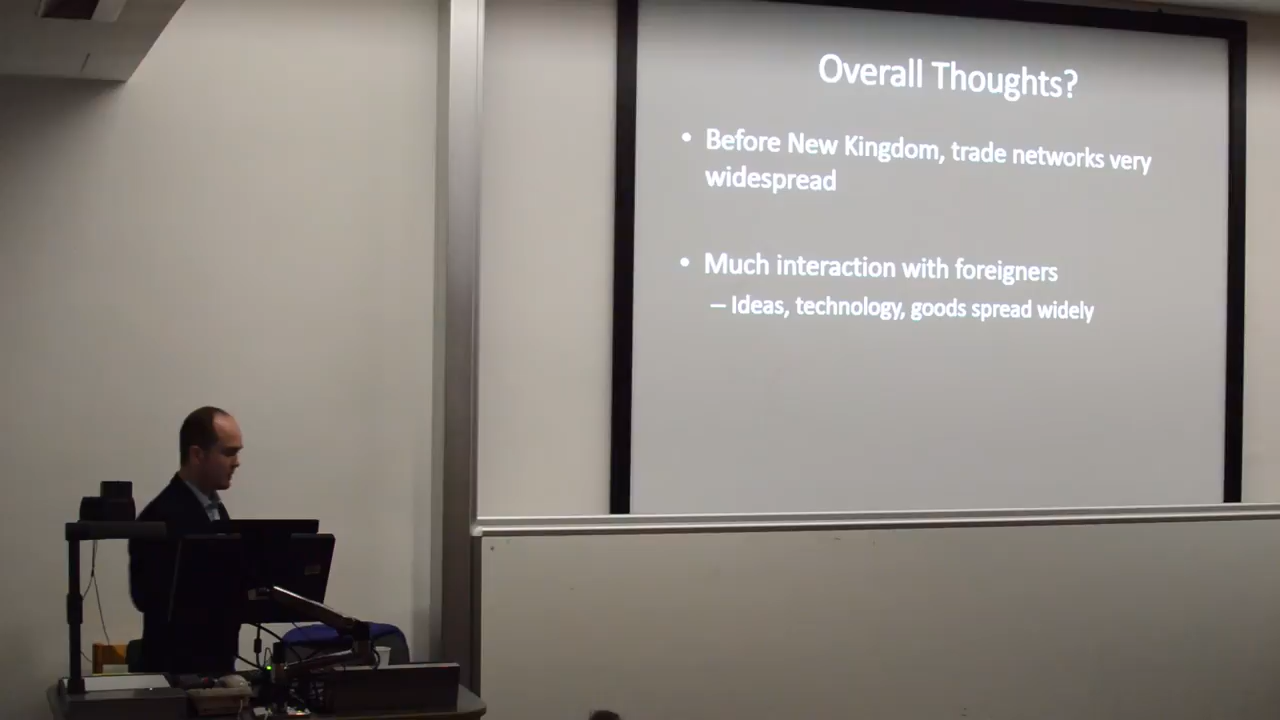 Overall Thoughts?
• Before New Kingdom, trade networks very
widespread
• Much interaction with foreigners
– Ideas, technology, goods spread widely